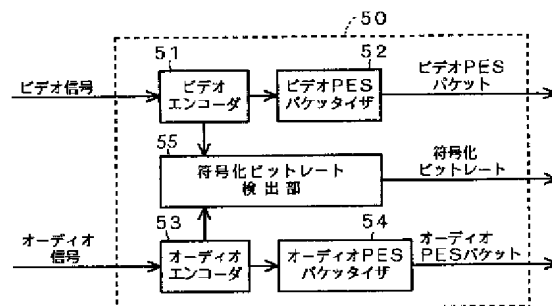 50
51
52
ビデオ信号
ビデオ
エンコーダ
ビデオPES
パケッタイザ
ビデオPES
パケット
55
符号化ビットレート
検出部
符号化
ビットレート
53
54
オーディオ
信号
オーディオ
エンコーダ
オーディオPES
パケッタイザ
オーディオ
PESパケット